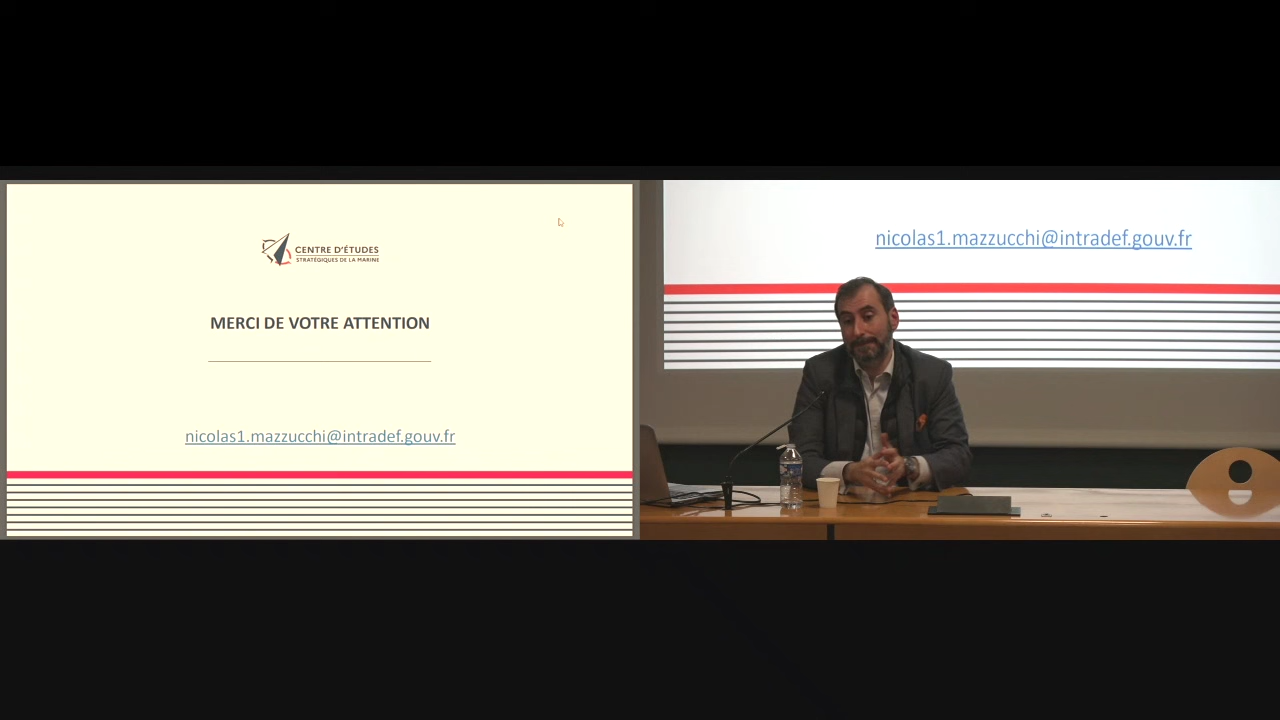 CENTRE D'ÉTUDES
STRATÉGIQUES DE LA MARINE
MERCI DE VOTRE ATTENTION
nicolas1.mazzucchi@intradef.gouv.fr
nicolas1.mazzucchi@intradef.gouv.fr